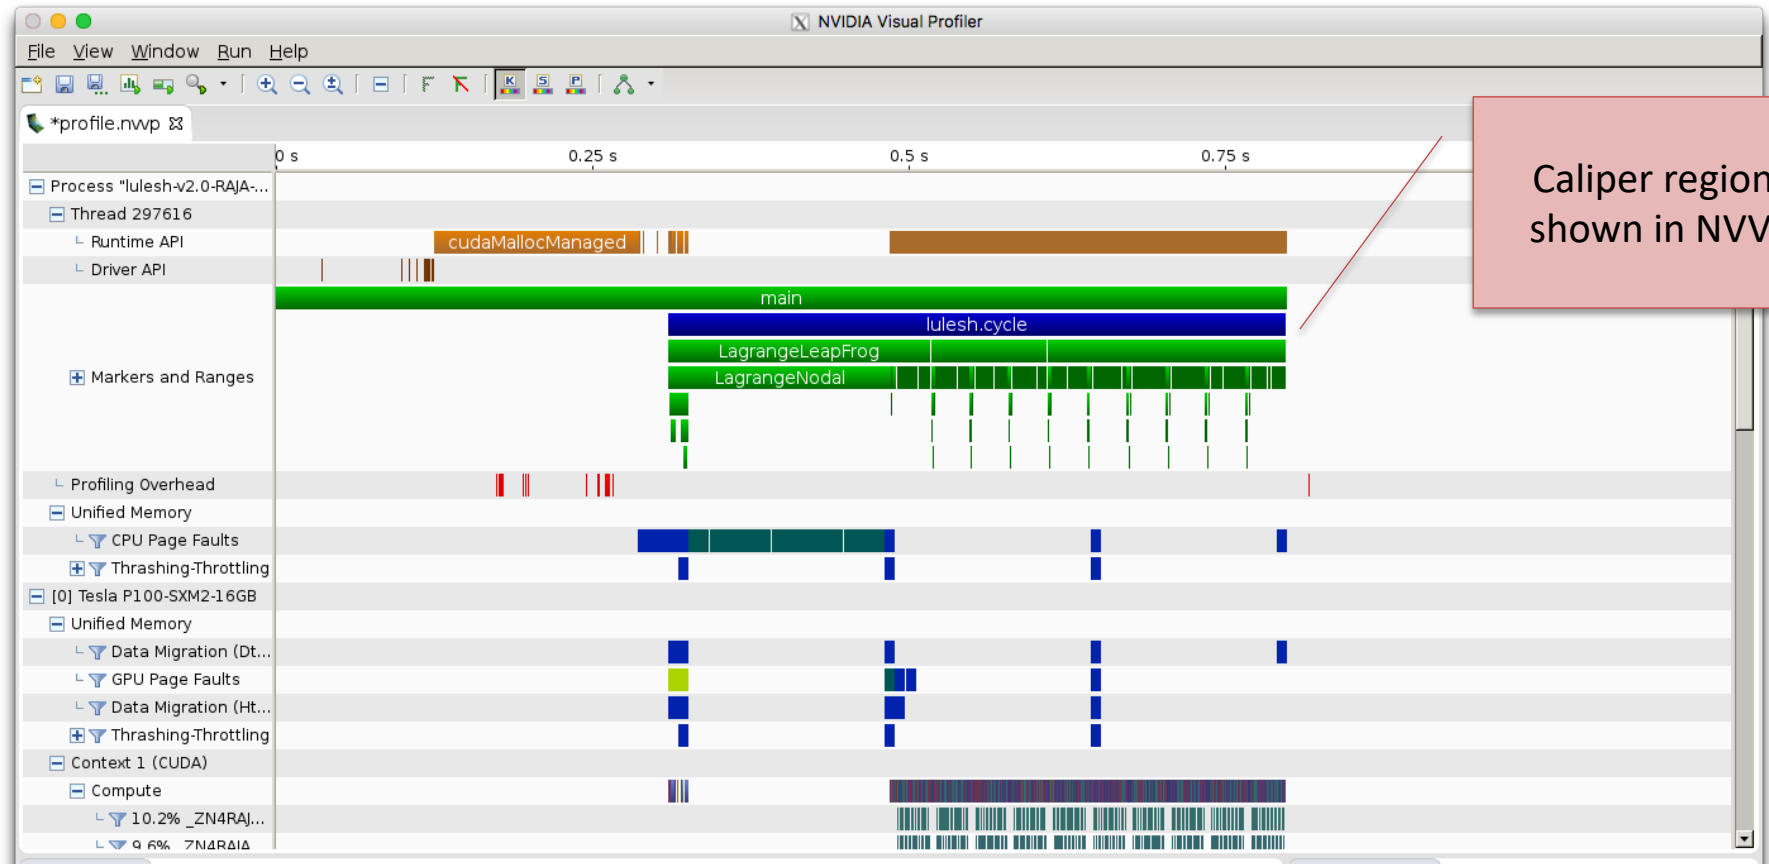 NVIDIA Visual Profiler
File View Window Run Help
K S P
*profile.nvvp
0 s 0.25 s 0.5 s 0.75 s
Process "lulesh-v2.0-RAJA-...
Thread 297616
Runtime API
cudaMallocManaged
Driver API
main
lulesh.cycle
LagrangeLeapFrog
Markers and Ranges
LagrangeNodal
Profiling Overhead
Unified Memory
CPU Page Faults
Thrashing-Throttling
[0] Tesla P100-SXM2-16GB
Unified Memory
Data Migration (Dt...
GPU Page Faults
Data Migration (Ht...
Thrashing-Throttling
Context 1 (CUDA)
Compute
10.2% _ZN4RAJ...
9.6% _ZN4RAJA
Caliper region
shown in NVV